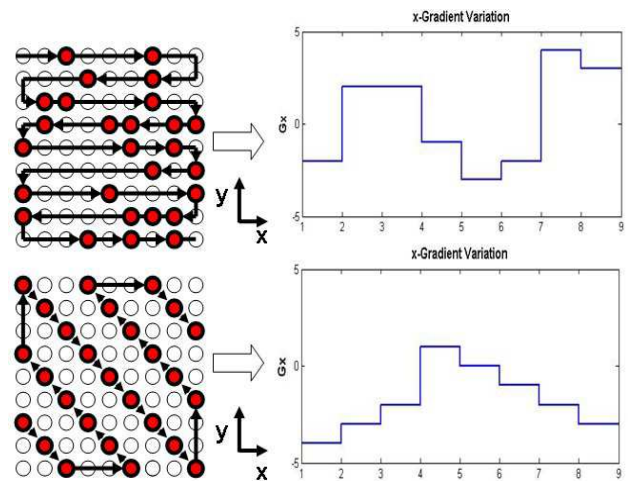 x-Gradient Variation
5
0
-5
Gx
1 2 3 4 5 6 7 8 9
y
x
x-Gradient Variation
5
0
-5
Gx
1 2 3 4 5 6 7 8 9
y
x